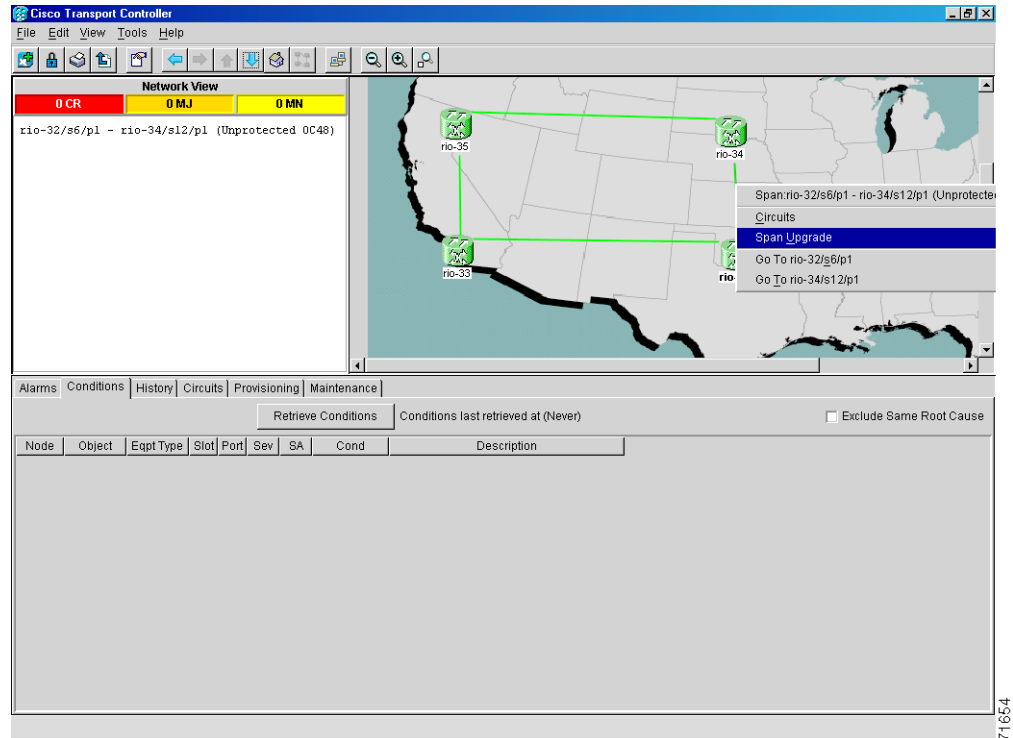 Cisco Transport Controller
File Edit View Tools Help
Network View
0 CR 0 MJ 0 MN
rio-32/s6/p1 - rio-34/s12/p1 (Unprotected OC48)
rio-35
rio-34
rio-33
rio-
Span:rio-32/s6/p1 - rio-34/s12/p1 (Unprotecte
Circuits
Span Upgrade
Go To rio-32/s6/p1
Go To rio-34/s12/p1
Alarms Conditions History Circuits Provisioning Maintenance
Retrieve Conditions Conditions last retrieved at (Never) Exclude Same Root Cause
Node Object Eqpt Type Slot Port Sev SA Cond Description
71654